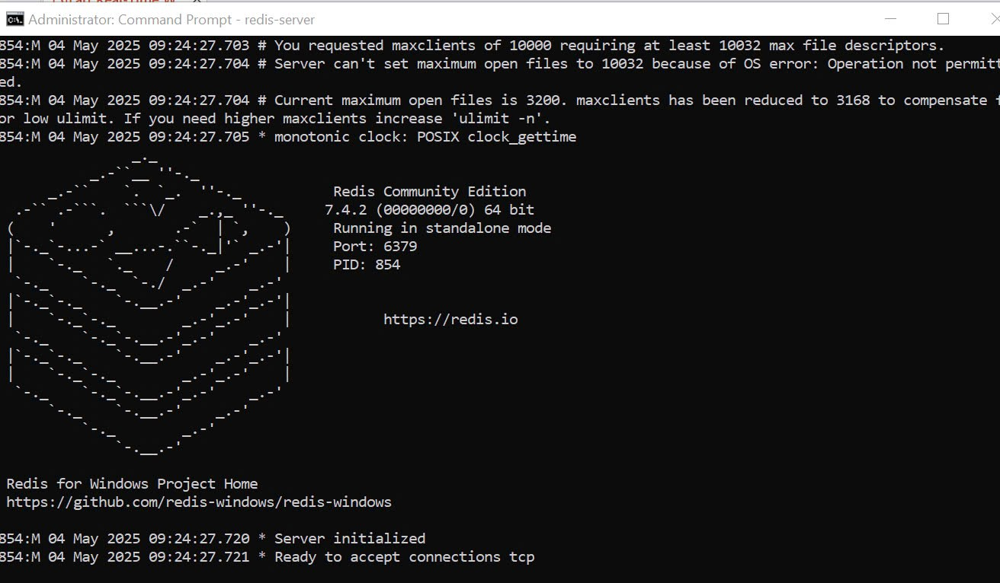 Administrator: Command Prompt - redis-server
854:M 04 May 2025 09:24:27.703 # You requested maxclients of 10000 requiring at least 10032 max file descriptors.
854:M 04 May 2025 09:24:27.704 # Server can't set maximum open files to 10032 because of OS error: Operation not permitt
ed.
854:M 04 May 2025 09:24:27.704 # Current maximum open files is 3200. maxclients has been reduced to 3168 to compensate f
or low ulimit. If you need higher maxclients increase 'ulimit -n'.
854:M 04 May 2025 09:24:27.705 * monotonic clock: POSIX clock_gettime
Redis Community Edition
7.4.2 (00000000/0) 64 bit
Running in standalone mode
Port: 6379
PID: 854
https://redis.io
Redis for Windows Project Home
https://github.com/redis-windows/redis-windows
854:M 04 May 2025 09:24:27.720 * Server initialized
854:M 04 May 2025 09:24:27.721 * Ready to accept connections tcp